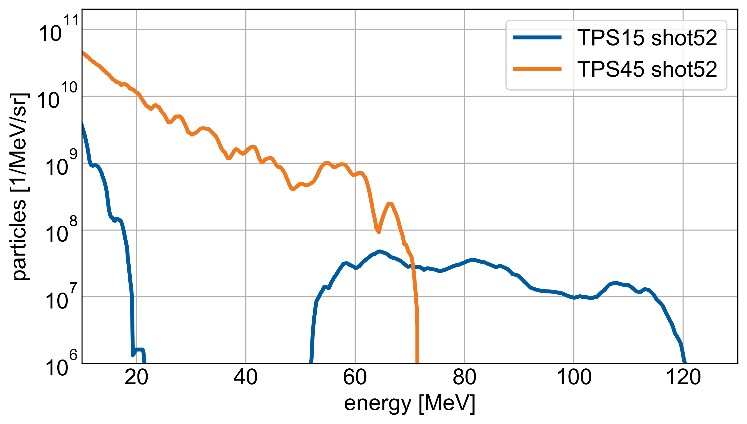 TPS15 shot52
TPS45 shot52
particles [1/MeV/sr]
10^11
10^10
10^9
10^8
10^7
10^6
20 40 60 80 100 120
energy [MeV]